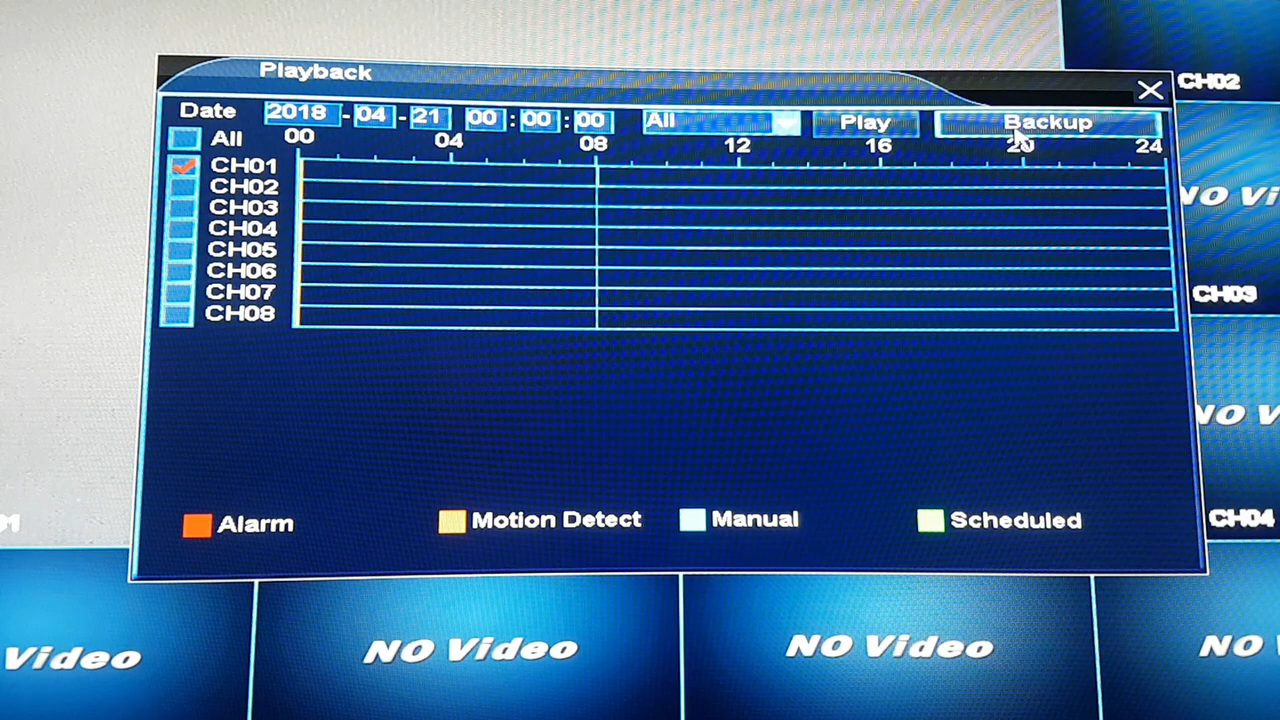 Playback
CH02
Date 2018-04-21 00:00:00 All Play Backup
All 00 04 08 12 16 20 24
CH01
CH02
CH03
CH04
CH05
CH06
CH07
CH08
NO Vi
CH03
NO V
Alarm Motion Detect Manual Scheduled
CH04
Video NO Video NO Video NO